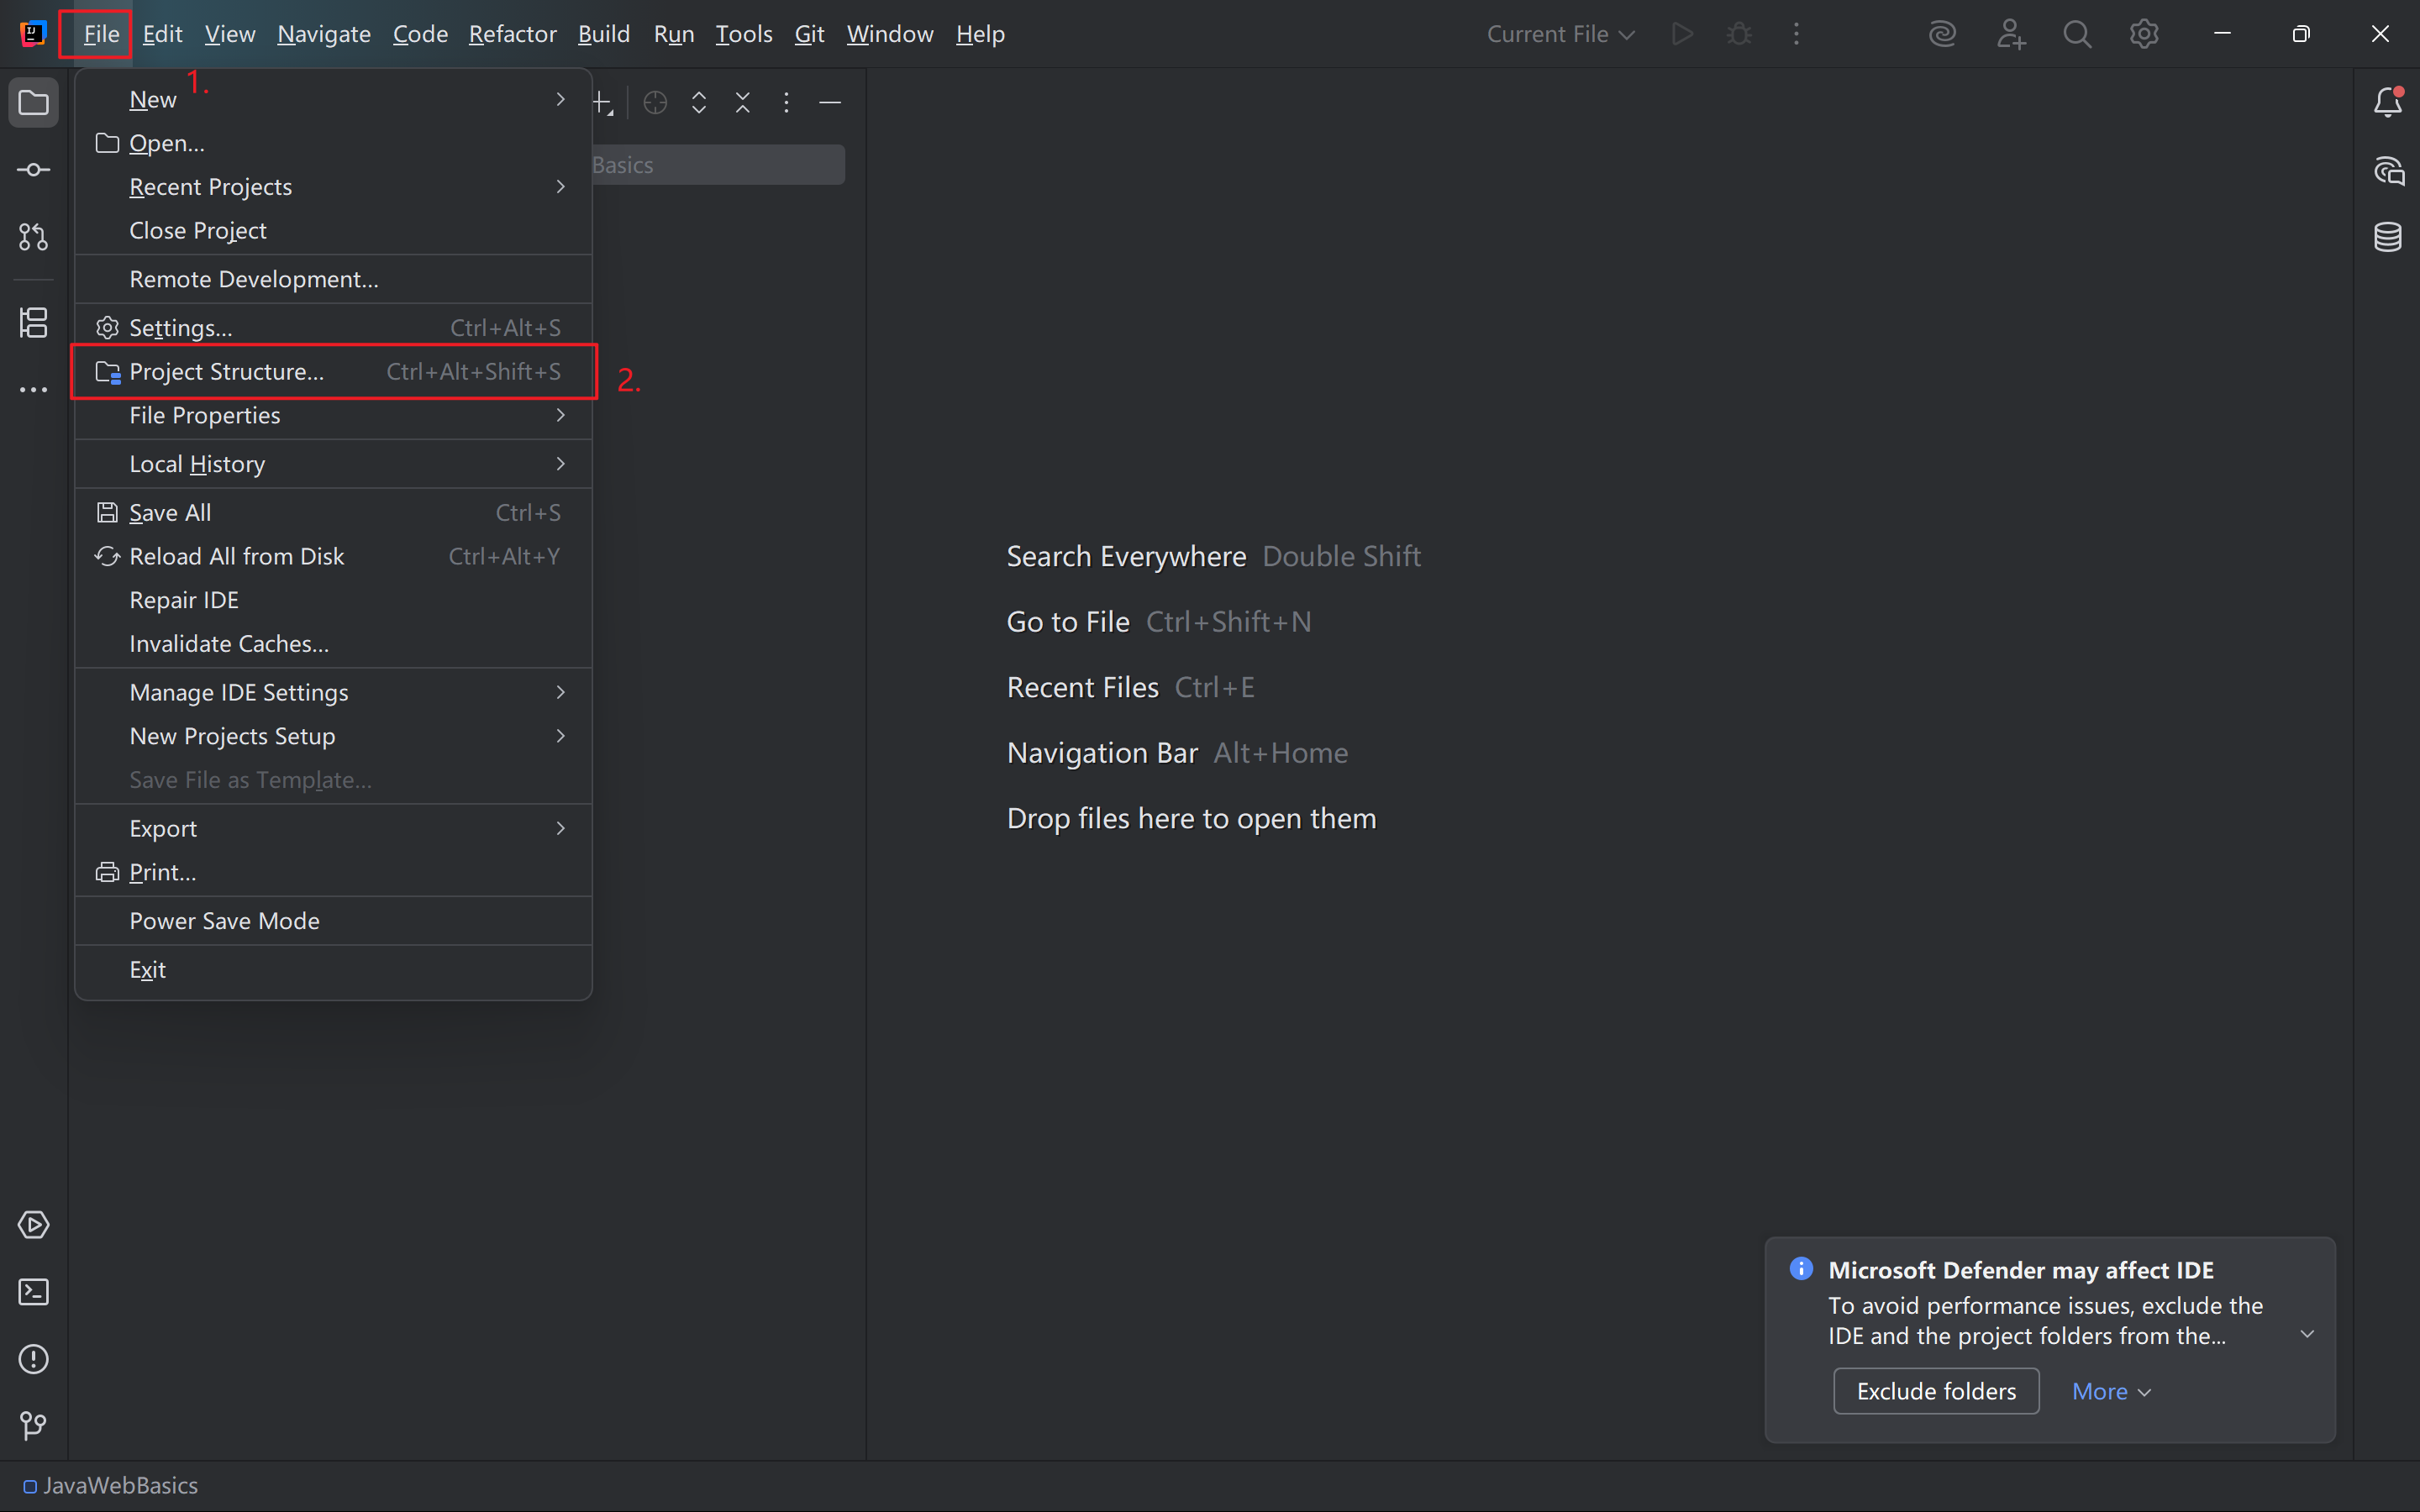 File Edit View Navigate Code Refactor Build Run Tools Git Window Help Current File
1.
New
Basics
Open...
Recent Projects
Close Project
Remote Development...
Settings... Ctrl+Alt+S
Project Structure... Ctrl+Alt+Shift+S
2.
File Properties
Local History
Save All Ctrl+S
Reload All from Disk Ctrl+Alt+Y
Repair IDE
Invalidate Caches...
Manage IDE Settings
New Projects Setup
Save File as Template...
Export
Print...
Power Save Mode
Exit
Search Everywhere Double Shift
Go to File Ctrl+Shift+N
Recent Files Ctrl+E
Navigation Bar Alt+Home
Drop files here to open them
Microsoft Defender may affect IDE
To avoid performance issues, exclude the
IDE and the project folders from the...
Exclude folders More
JavaWebBasics